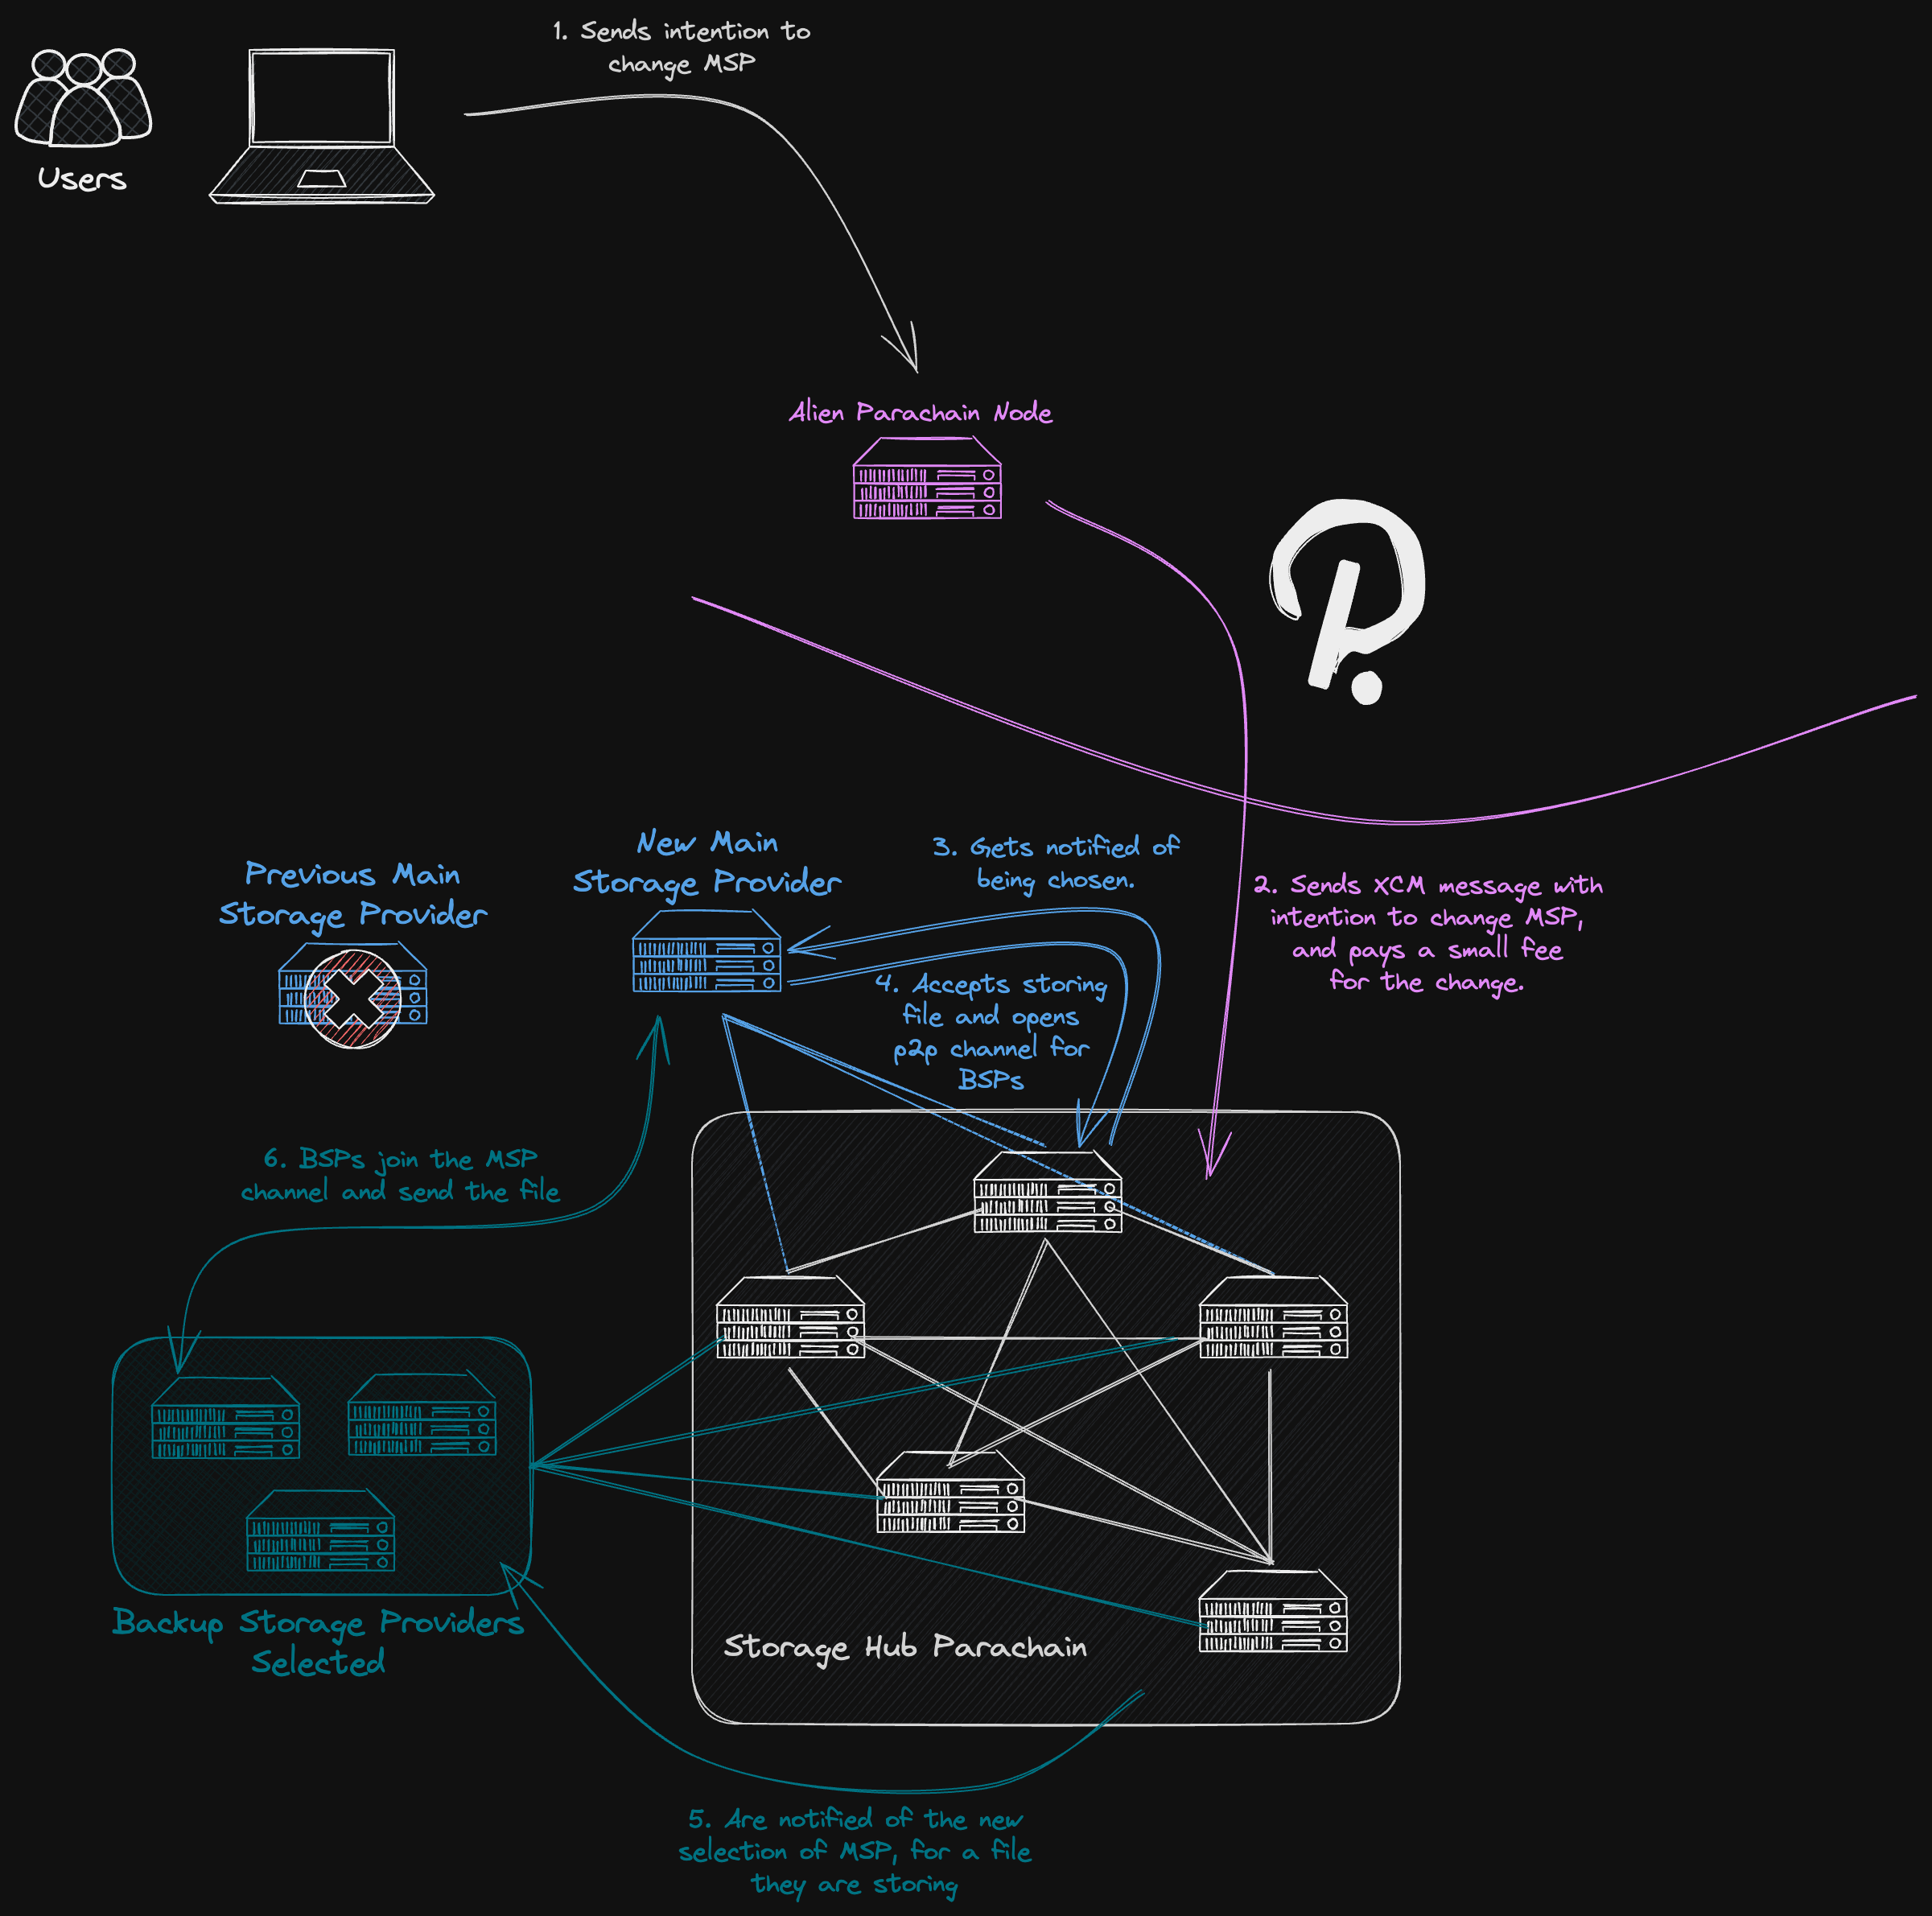 1. Sends intention to
change MSP
Users
Alien Parachain Node
New Main
Storage Provider
3. Gets notified of
being chosen.
Previous Main
Storage Provider
2. Sends XCM message with
intention to change MSP,
and pays a small fee
for the change.
4. Accepts storing
file and opens
p2p channel for
BSPs
6. BSPs join the MSP
channel and send the file
Backup Storage Providers
Selected
Storage Hub Parachain
5. Are notified of the new
selection of MSP, for a file
they are storing